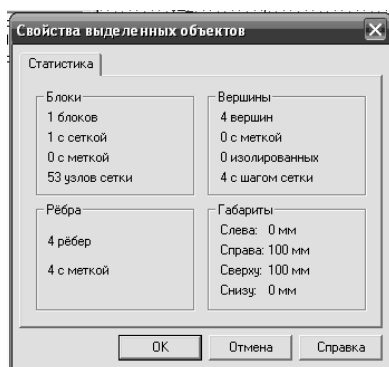 Свойства выделенных объектов
Статистика
Блоки
1 блоков
1 с сеткой
0 с меткой
53 узлов сетки
Вершины
4 вершин
0 с меткой
0 изолированных
4 с шагом сетки
Рёбра
4 рёбер
4 с меткой
Габариты
Слева: 0 мм
Справа: 100 мм
Сверху: 100 мм
Снизу: 0 мм
OK
Отмена
Справка